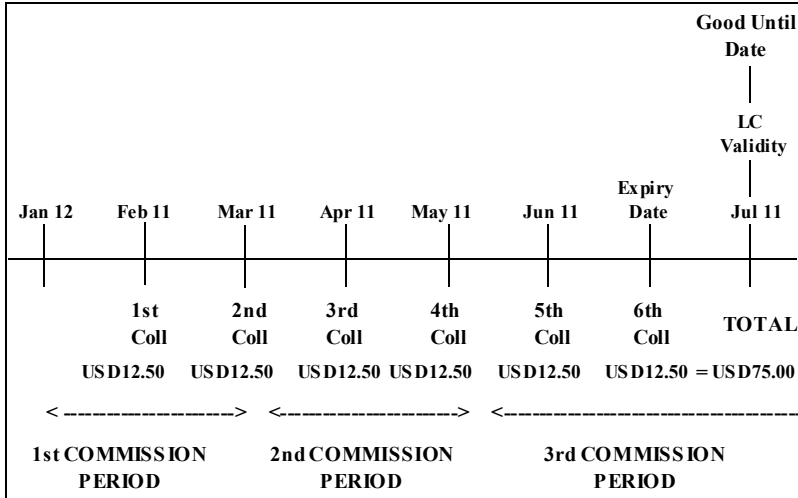 Good Until
Date
LC
Validity
Jan 12 Feb 11 Mar 11 Apr 11 May 11 Jun 11 Expiry Date Jul 11
1st Coll 2nd Coll 3rd Coll 4th Coll 5th Coll 6th Coll TOTAL
USD12.50 USD12.50 USD12.50 USD12.50 USD12.50 USD12.50 = USD75.00
1st COMMISSION PERIOD 2nd COMMISSION PERIOD 3rd COMMISSION PERIOD